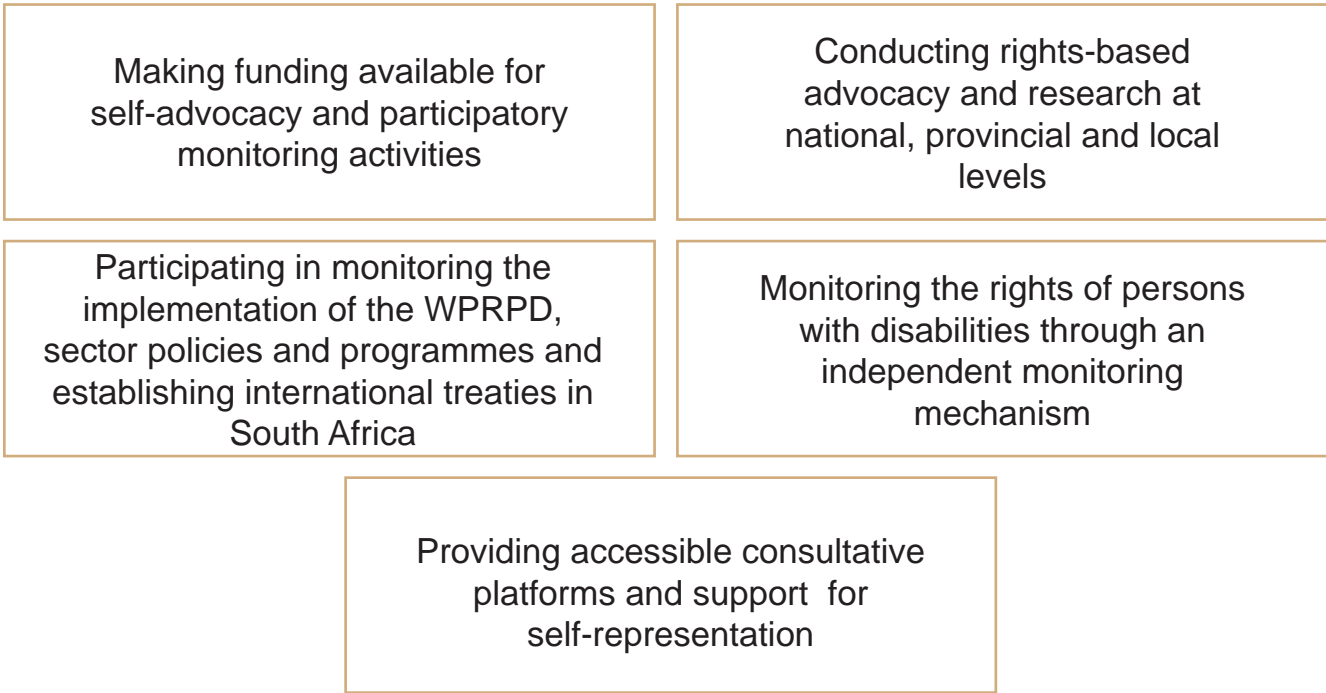 Making funding available for
self-advocacy and participatory
monitoring activities
Conducting rights-based
advocacy and research at
national, provincial and local
levels
Participating in monitoring the
implementation of the WPRPD,
sector policies and programmes and
establishing international treaties in
South Africa
Monitoring the rights of persons
with disabilities through an
independent monitoring
mechanism
Providing accessible consultative
platforms and support for
self-representation